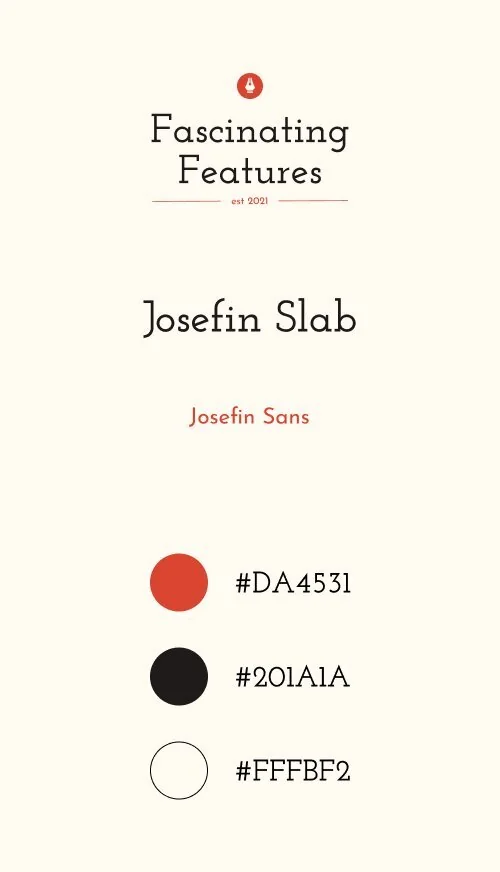 Fascinating
Features
est 2021
Josefin Slab
Josefin Sans
#DA4531
#201A1A
#FFFBF2